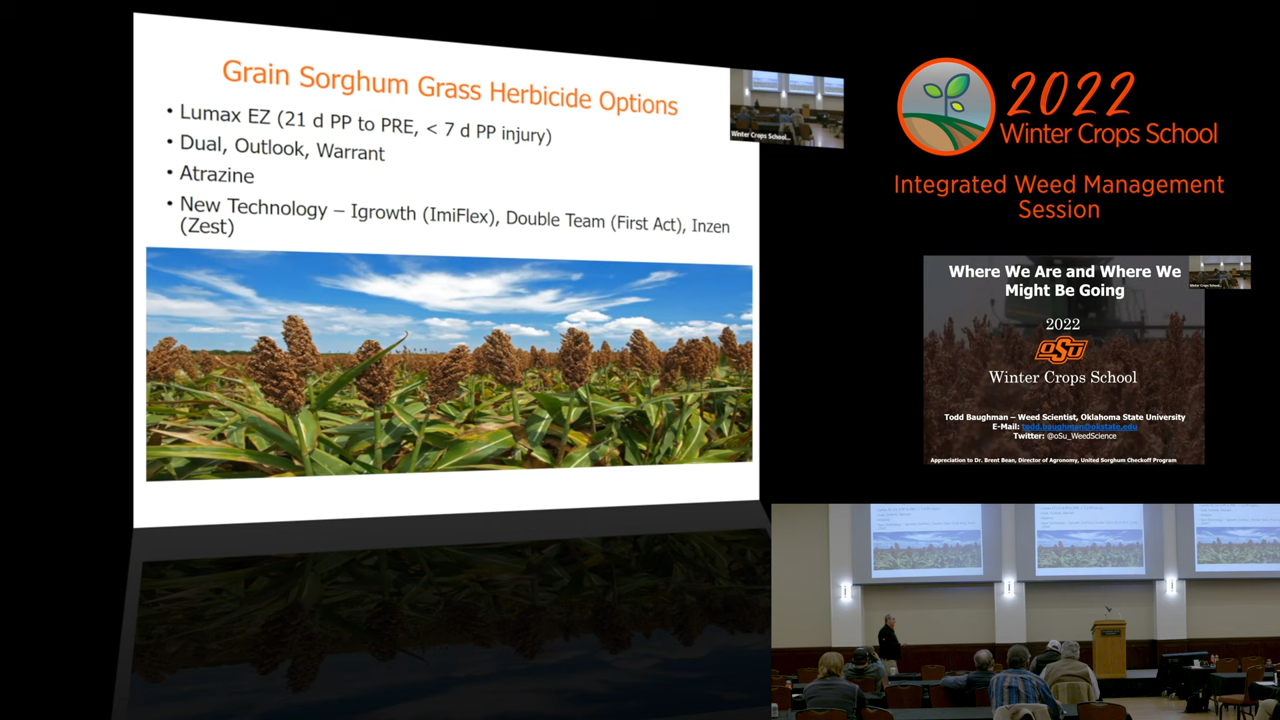 Grain Sorghum Grass Herbicide Options
• Lumax EZ (21 d PP to PRE, < 7 d PP injury)
• Dual, Outlook, Warrant
• Atrazine
• New Technology – Igrowth (ImiFlex), Double Team (First Act), Inzen
(Zest)
Winter Crops School...
2022
Winter Crops School
Integrated Weed Management
Session
Where We Are and Where We
Might Be Going
2022
OSU
Winter Crops School
Todd Baughman – Weed Scientist, Oklahoma State University
E-Mail: todd.baughman@okstate.edu
Twitter: @oSu_WeedScience
Appreciation to Dr. Brent Bean, Director of Agronomy, United Sorghum Checkoff Program